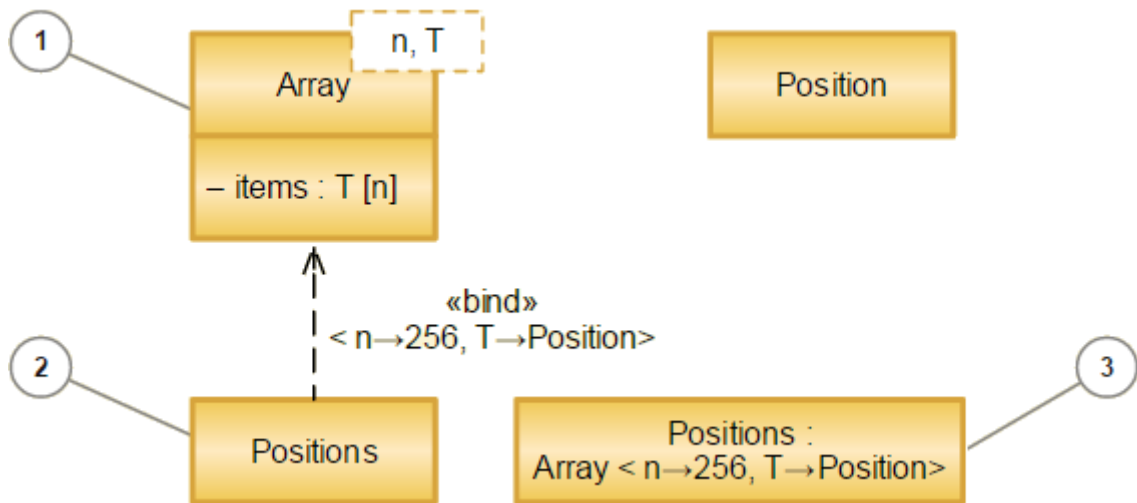 1
n, T
Array
Position
– items : T [n]
«bind»
< n→256, T→Position>
2
3
Positions
Positions :
Array < n→256, T→Position>